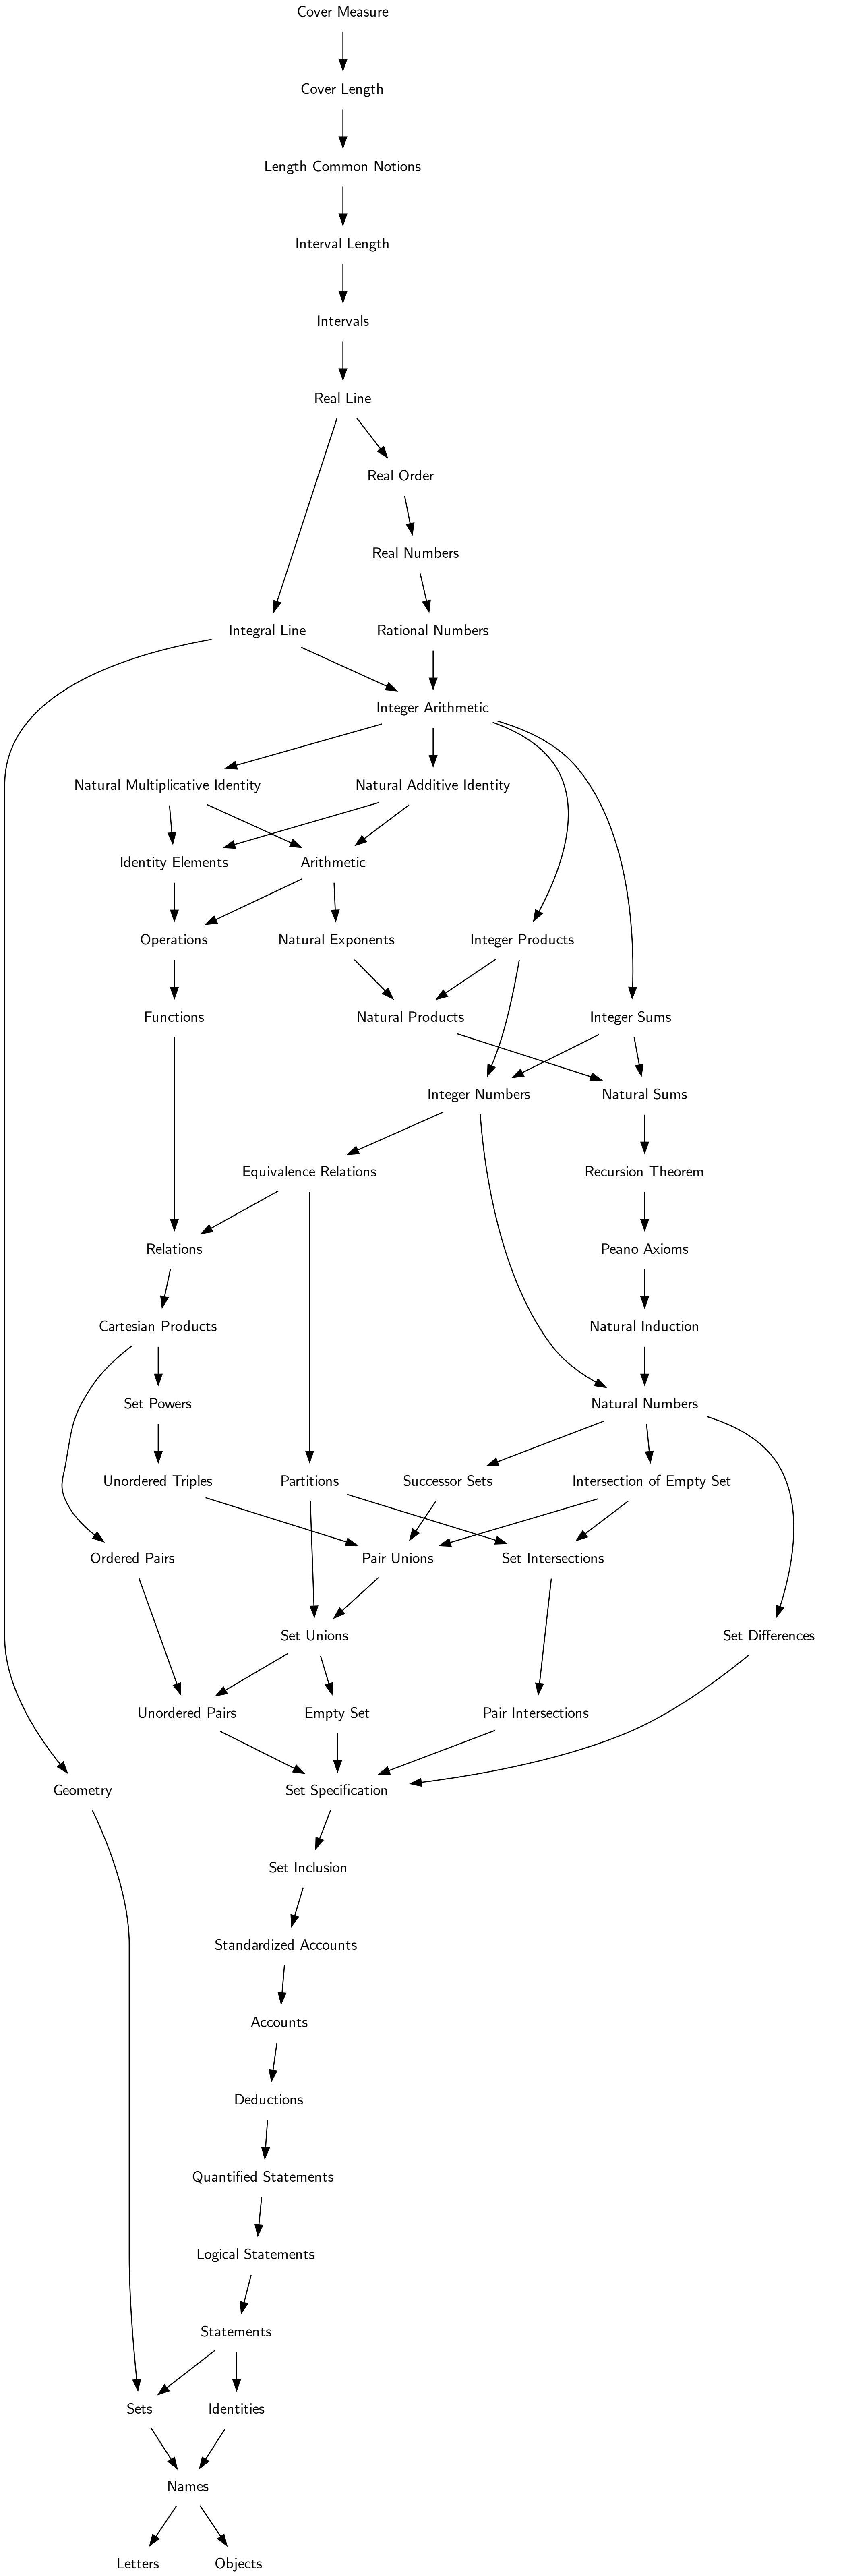 Cover Measure
Cover Length
Length Common Notions
Interval Length
Intervals
Real Line
Real Order
Real Numbers
Integral Line
Rational Numbers
Integer Arithmetic
Natural Multiplicative Identity
Natural Additive Identity
Identity Elements
Arithmetic
Operations
Natural Exponents
Integer Products
Functions
Natural Products
Integer Sums
Integer Numbers
Natural Sums
Equivalence Relations
Recursion Theorem
Relations
Peano Axioms
Cartesian Products
Natural Induction
Set Powers
Natural Numbers
Unordered Triples
Partitions
Successor Sets
Intersection of Empty Set
Ordered Pairs
Pair Unions
Set Intersections
Set Unions
Set Differences
Unordered Pairs
Empty Set
Pair Intersections
Geometry
Set Specification
Set Inclusion
Standardized Accounts
Accounts
Deductions
Quantified Statements
Logical Statements
Statements
Sets
Identities
Names
Letters
Objects